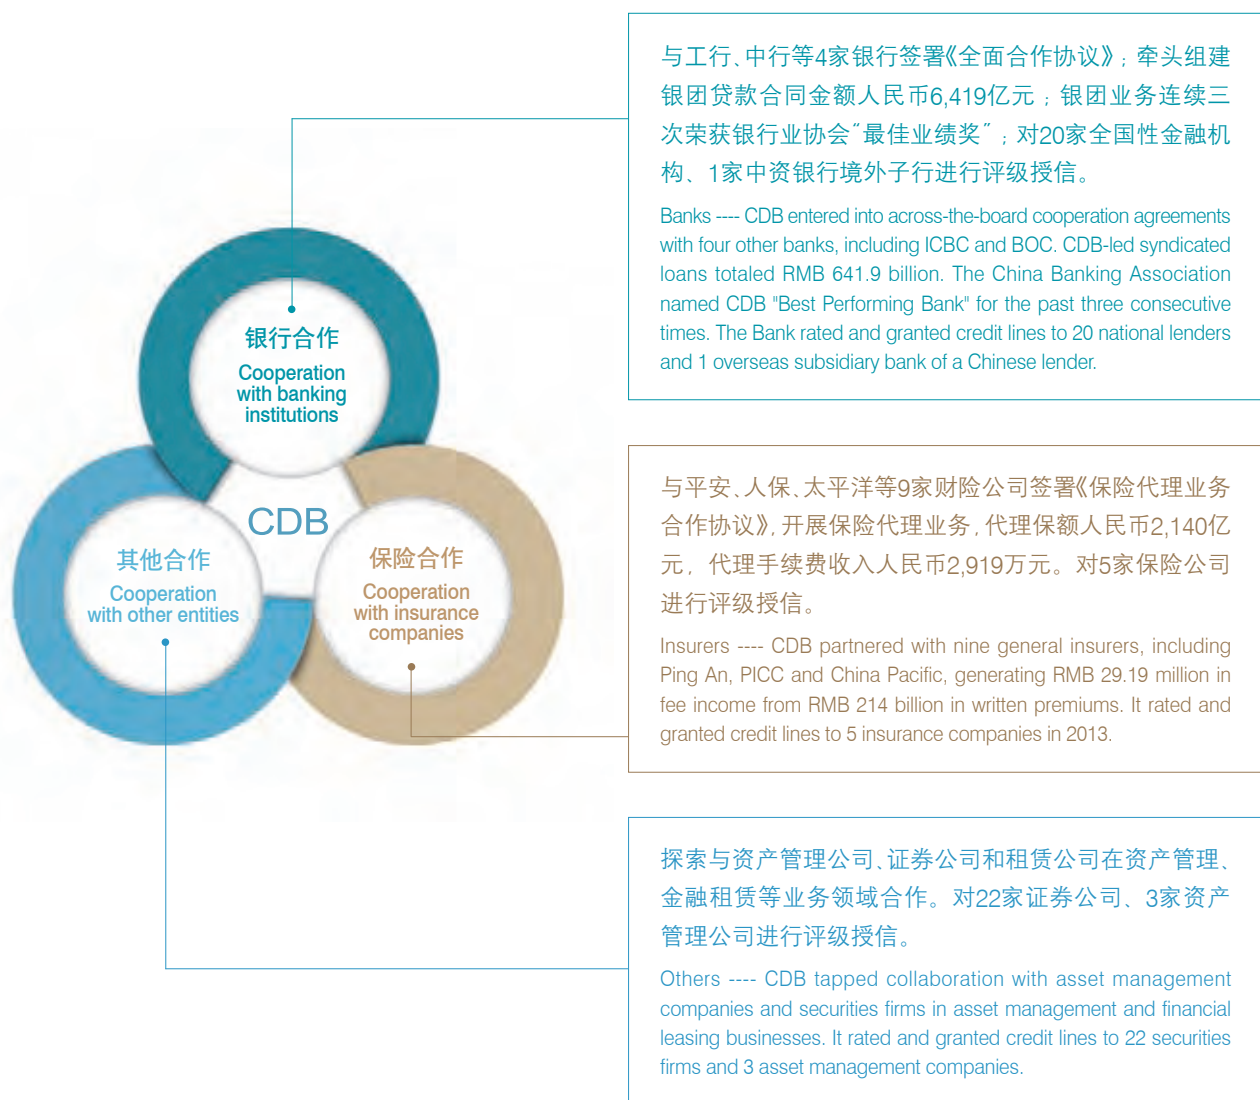 与工行、中行等4家银行签署《全面合作协议》；牵头组建
银团贷款合同金额人民币6,419亿元；银团业务连续三
次荣获银行业协会“最佳业绩奖”；对20家全国性金融机
构、1家中资银行境外子行进行评级授信。
Banks ---- CDB entered into across-the-board cooperation agreements
with four other banks, including ICBC and BOC. CDB-led syndicated
loans totaled RMB 641.9 billion. The China Banking Association
named CDB "Best Performing Bank" for the past three consecutive
times. The Bank rated and granted credit lines to 20 national lenders
and 1 overseas subsidiary bank of a Chinese lender.
银行合作
Cooperation
with banking
institutions
CDB
其他合作
Cooperation
with other entities
保险合作
Cooperation
with insurance
companies
与平安、人保、太平洋等9家财险公司签署《保险代理业务
合作协议》，开展保险代理业务，代理保额人民币2,140亿
元，代理手续费收入人民币2,919万元。对5家保险公司
进行评级授信。
Insurers ---- CDB partnered with nine general insurers, including
Ping An, PICC and China Pacific, generating RMB 29.19 million in
fee income from RMB 214 billion in written premiums. It rated and
granted credit lines to 5 insurance companies in 2013.
探索与资产管理公司、证券公司和租赁公司在资产管理、
金融租赁等业务领域合作。对22家证券公司、3家资产
管理公司进行评级授信。
Others ---- CDB tapped collaboration with asset management
companies and securities firms in asset management and financial
leasing businesses. It rated and granted credit lines to 22 securities
firms and 3 asset management companies.